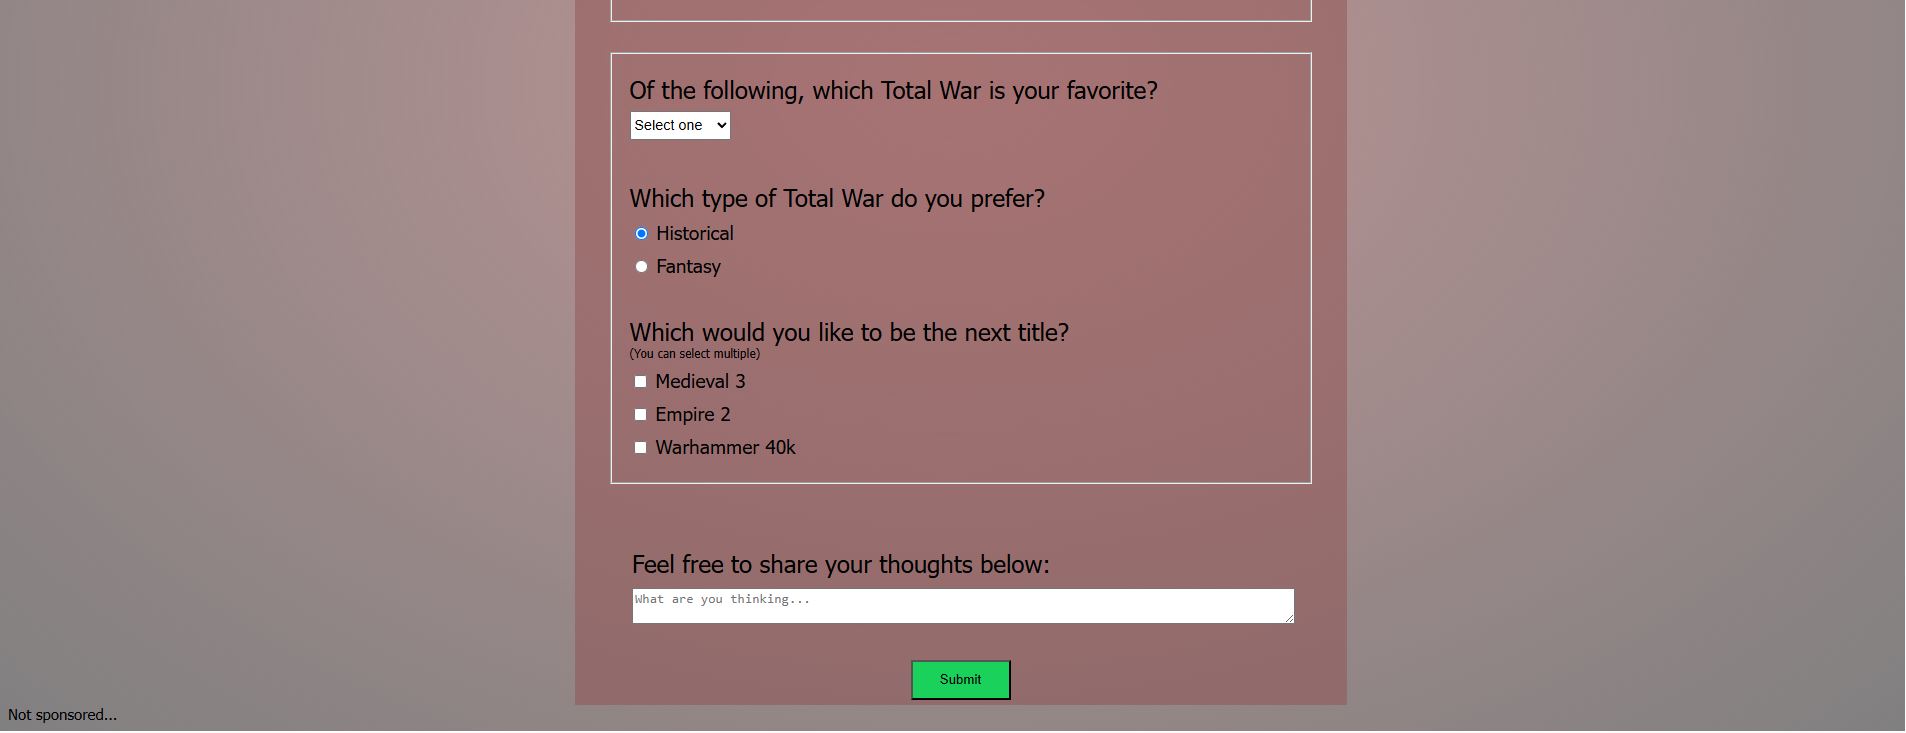 Of the following, which Total War is your favorite?
Select one
Which type of Total War do you prefer?
Historical
Fantasy
Which would you like to be the next title?
(You can select multiple)
Medieval 3
Empire 2
Warhammer 40k
Feel free to share your thoughts below:
What are you thinking...
Submit
Not sponsored...